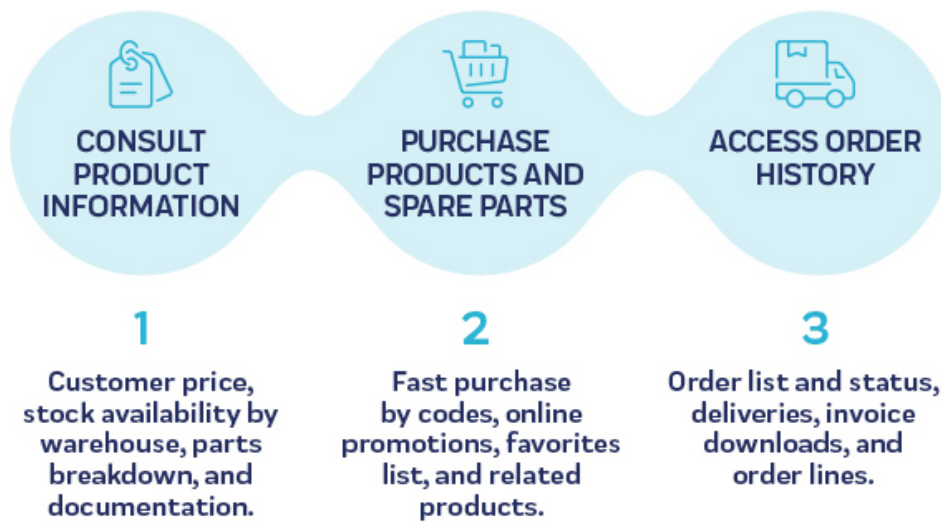 CONSULT
PRODUCT
INFORMATION
PURCHASE
PRODUCTS AND
SPARE PARTS
ACCESS ORDER
HISTORY
1
Customer price,
stock availability by
warehouse, parts
breakdown, and
documentation.
2
Fast purchase
by codes, online
promotions, favorites
list, and related
products.
3
Order list and status,
deliveries, invoice
downloads, and
order lines.